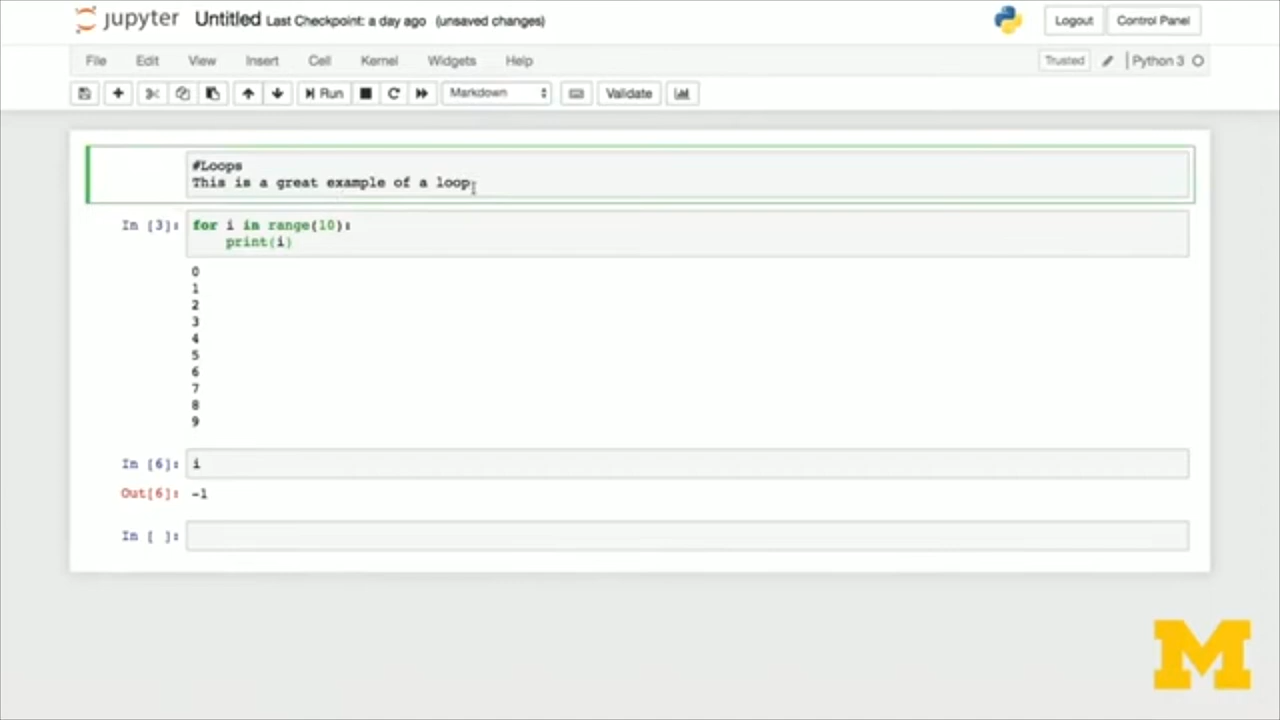 jupyter Untitled Last Checkpoint: a day ago (unsaved changes) Logout Control Panel
File Edit View Insert Cell Kernel Widgets Help Trusted Python 3
Run Markdown Validate
#Loops
This is a great example of a loop
In [3]: for i in range(10):
print(i)
0
1
2
3
4
5
6
7
8
9
In [6]: i
Out[6]: -1
In [ ]:
M